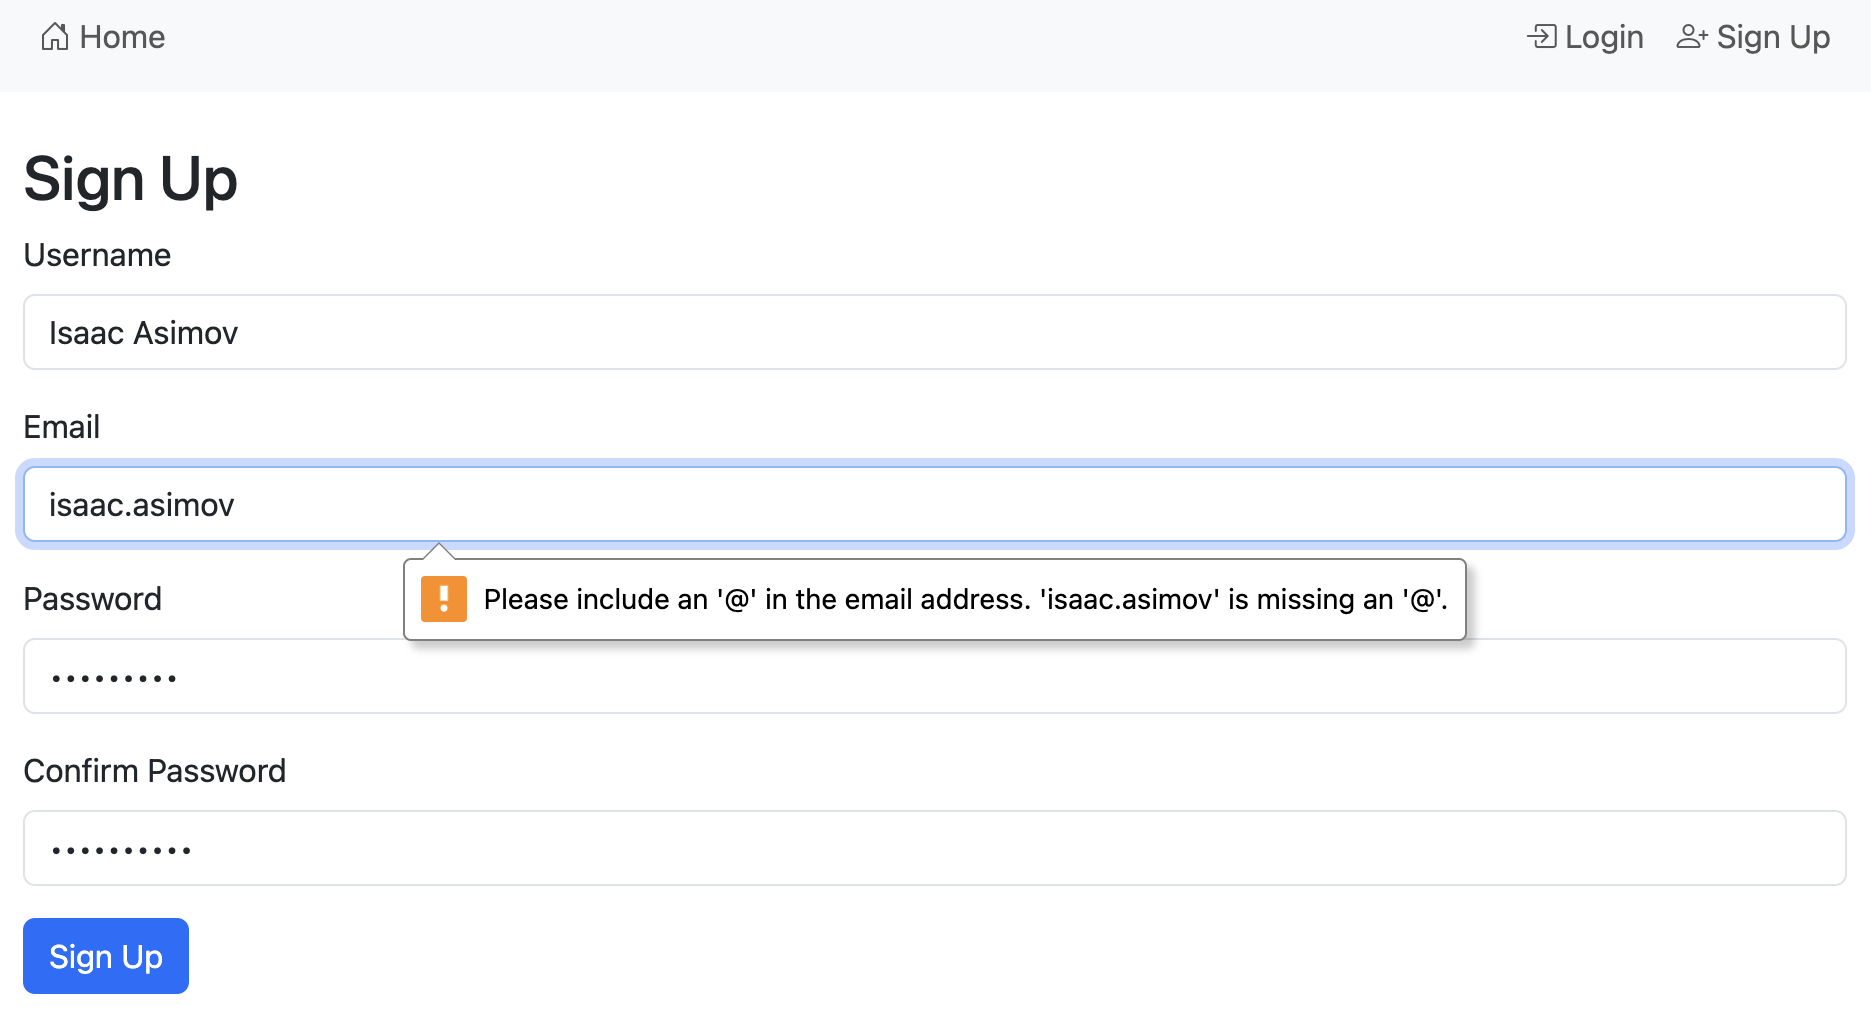 Home
Login
Sign Up
Sign Up
Username
Isaac Asimov
Email
isaac.asimov
Please include an '@' in the email address. 'isaac.asimov' is missing an '@'.
Password
•••••••••
Confirm Password
••••••••••
Sign Up